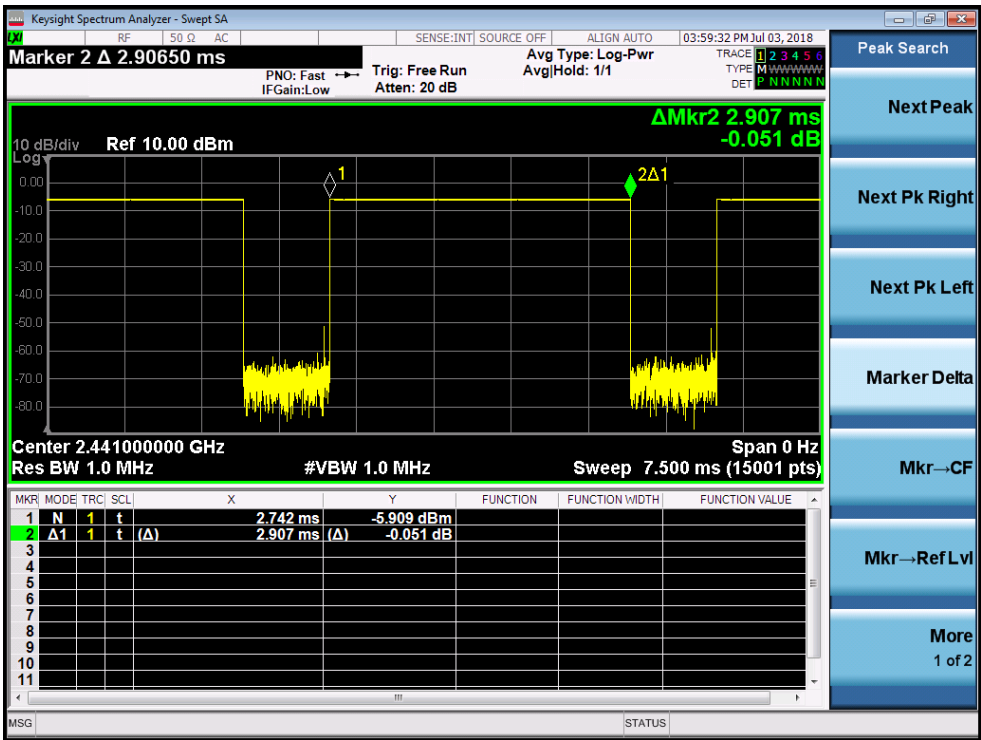 Keysight Spectrum Analyzer - Swept SA
LXI RF 50 Ω AC SENSE:INT SOURCE OFF ALIGN AUTO 03:59:32 PM Jul 03, 2018
Marker 2 Δ 2.90650 ms
PNO: Fast
IFGain:Low
Trig: Free Run
Atten: 20 dB
Avg Type: Log-Pwr
Avg|Hold: 1/1
TRACE 1 2 3 4 5 6
TYPE M WWWWW
DET P N N N N N
ΔMkr2 2.907 ms
-0.051 dB
10 dB/div Ref 10.00 dBm
Log
1
2Δ1
0.00
-10.0
-20.0
-30.0
-40.0
-50.0
-60.0
-70.0
-80.0
Center 2.441000000 GHz Span 0 Hz
Res BW 1.0 MHz #VBW 1.0 MHz Sweep 7.500 ms (15001 pts)
MKR MODE TRC SCL X Y FUNCTION FUNCTION WIDTH FUNCTION VALUE
1 N 1 t 2.742 ms -5.909 dBm
2 Δ1 1 t (Δ) 2.907 ms (Δ) -0.051 dB
3
4
5
6
7
8
9
10
11
MSG STATUS
Peak Search
Next Peak
Next Pk Right
Next Pk Left
Marker Delta
Mkr→CF
Mkr→Ref Lvl
More
1 of 2